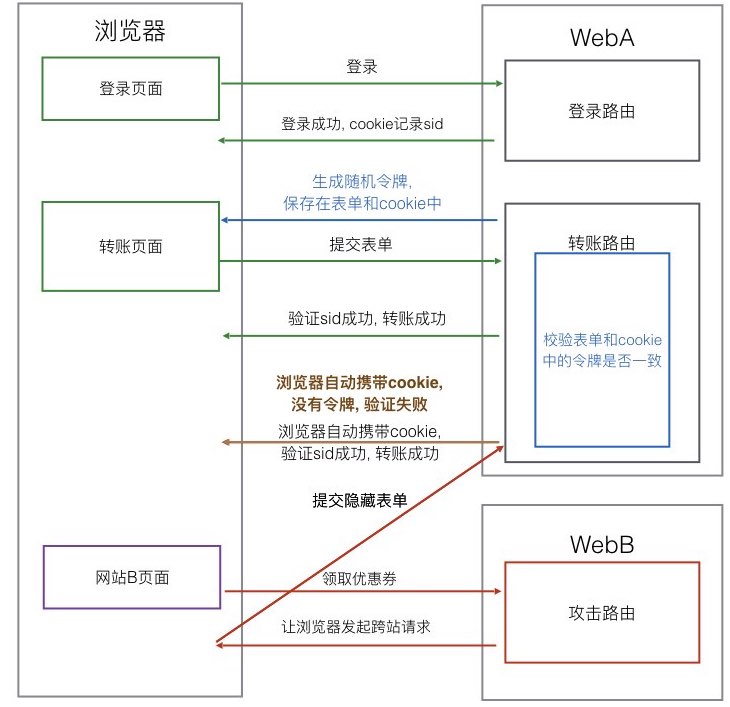 浏览器
WebA
登录页面
登录
登录路由
登录成功, cookie记录sid
生成随机令牌,
保存在表单和cookie中
转账页面
提交表单
转账路由
验证sid成功, 转账成功
校验表单和cookie
中的令牌是否一致
浏览器自动携带cookie,
没有令牌, 验证失败
浏览器自动携带cookie,
验证sid成功, 转账成功
提交隐藏表单
WebB
网站B页面
领取优惠券
攻击路由
让浏览器发起跨站请求